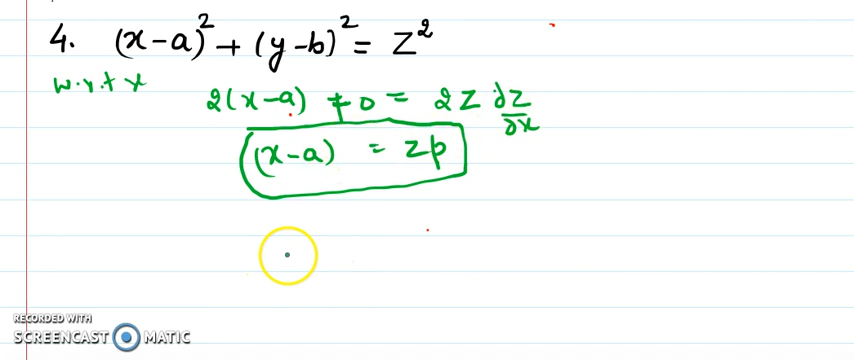 4. (x-a)² + (y-b)² = z²
w.r.t x
2(x-a) + 0 = 2z ∂z/∂x
(x-a) = zp
RECORDED WITH
SCREENCAST MATIC